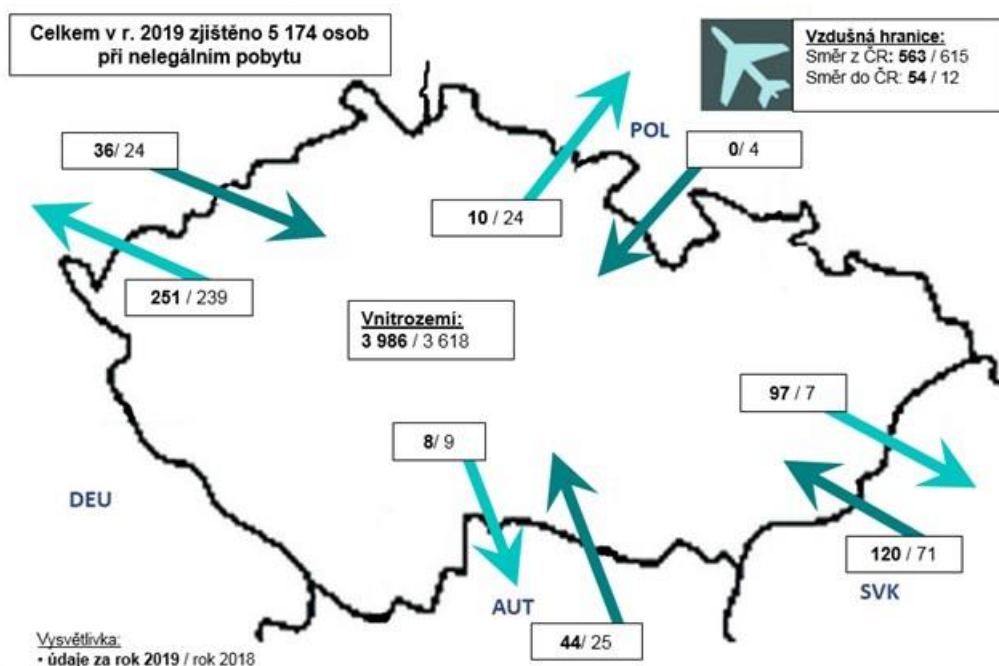 Celkem v r. 2019 zjištěno 5 174 osob
při nelegálním pobytu
Vzdušná hranice:
Směr z ČR: 563 / 615
Směr do ČR: 54 / 12
POL
36/ 24
0/ 4
10 / 24
251 / 239
Vnitrozemí:
3 986 / 3 618
97 / 7
8/ 9
DEU
120 / 71
SVK
AUT
44/ 25
Vysvětlivka:
• údaje za rok 2019 / rok 2018